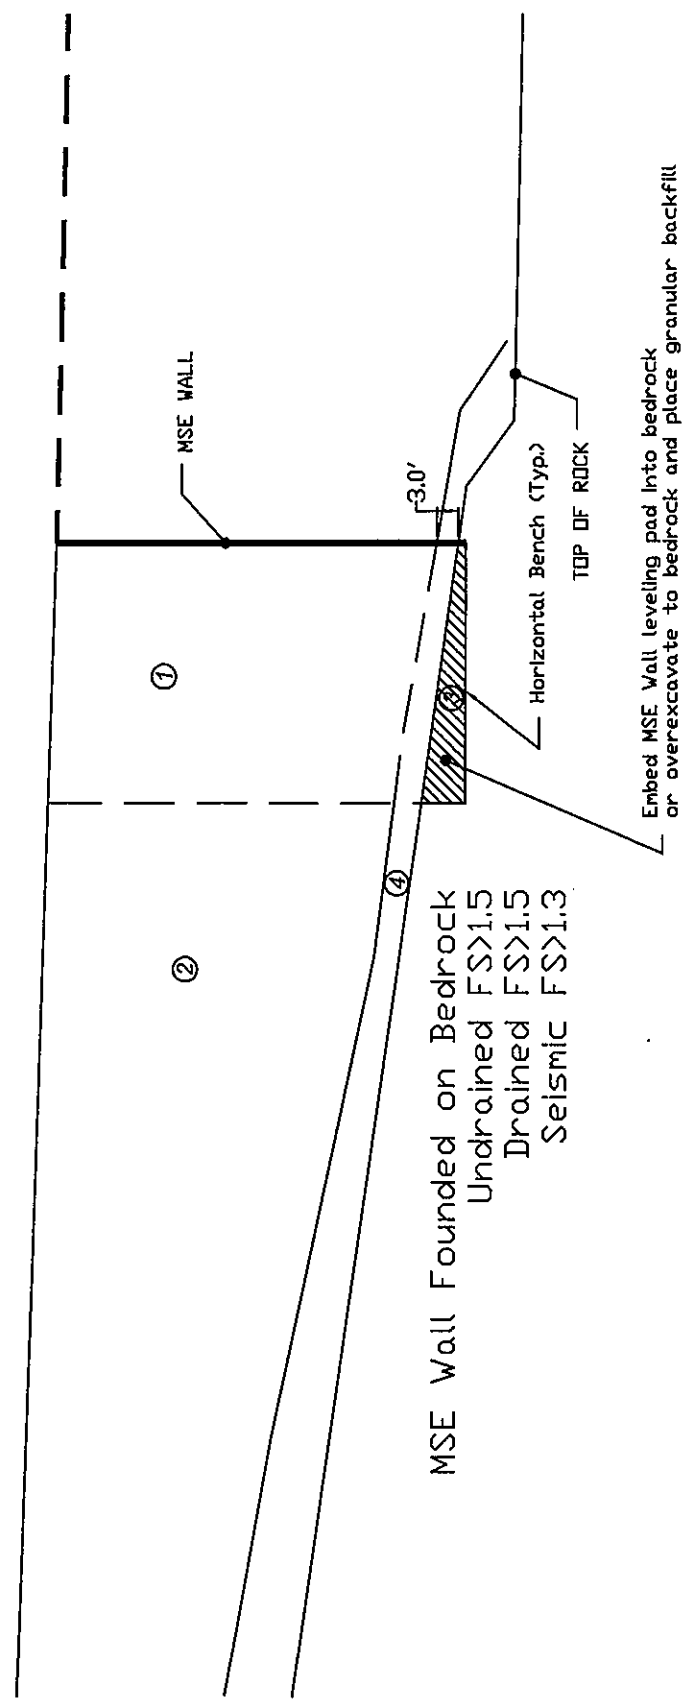 MSE WALL
3.0'
①
②
③
④
Horizontal Bench (Typ.)
TOP OF ROCK
MSE Wall Founded on Bedrock
Undrained FS>1.5
Drained FS>1.5
Seismic FS>1.3
Embed MSE Wall leveling pad into bedrock
or overexcavate to bedrock and place granular backfill